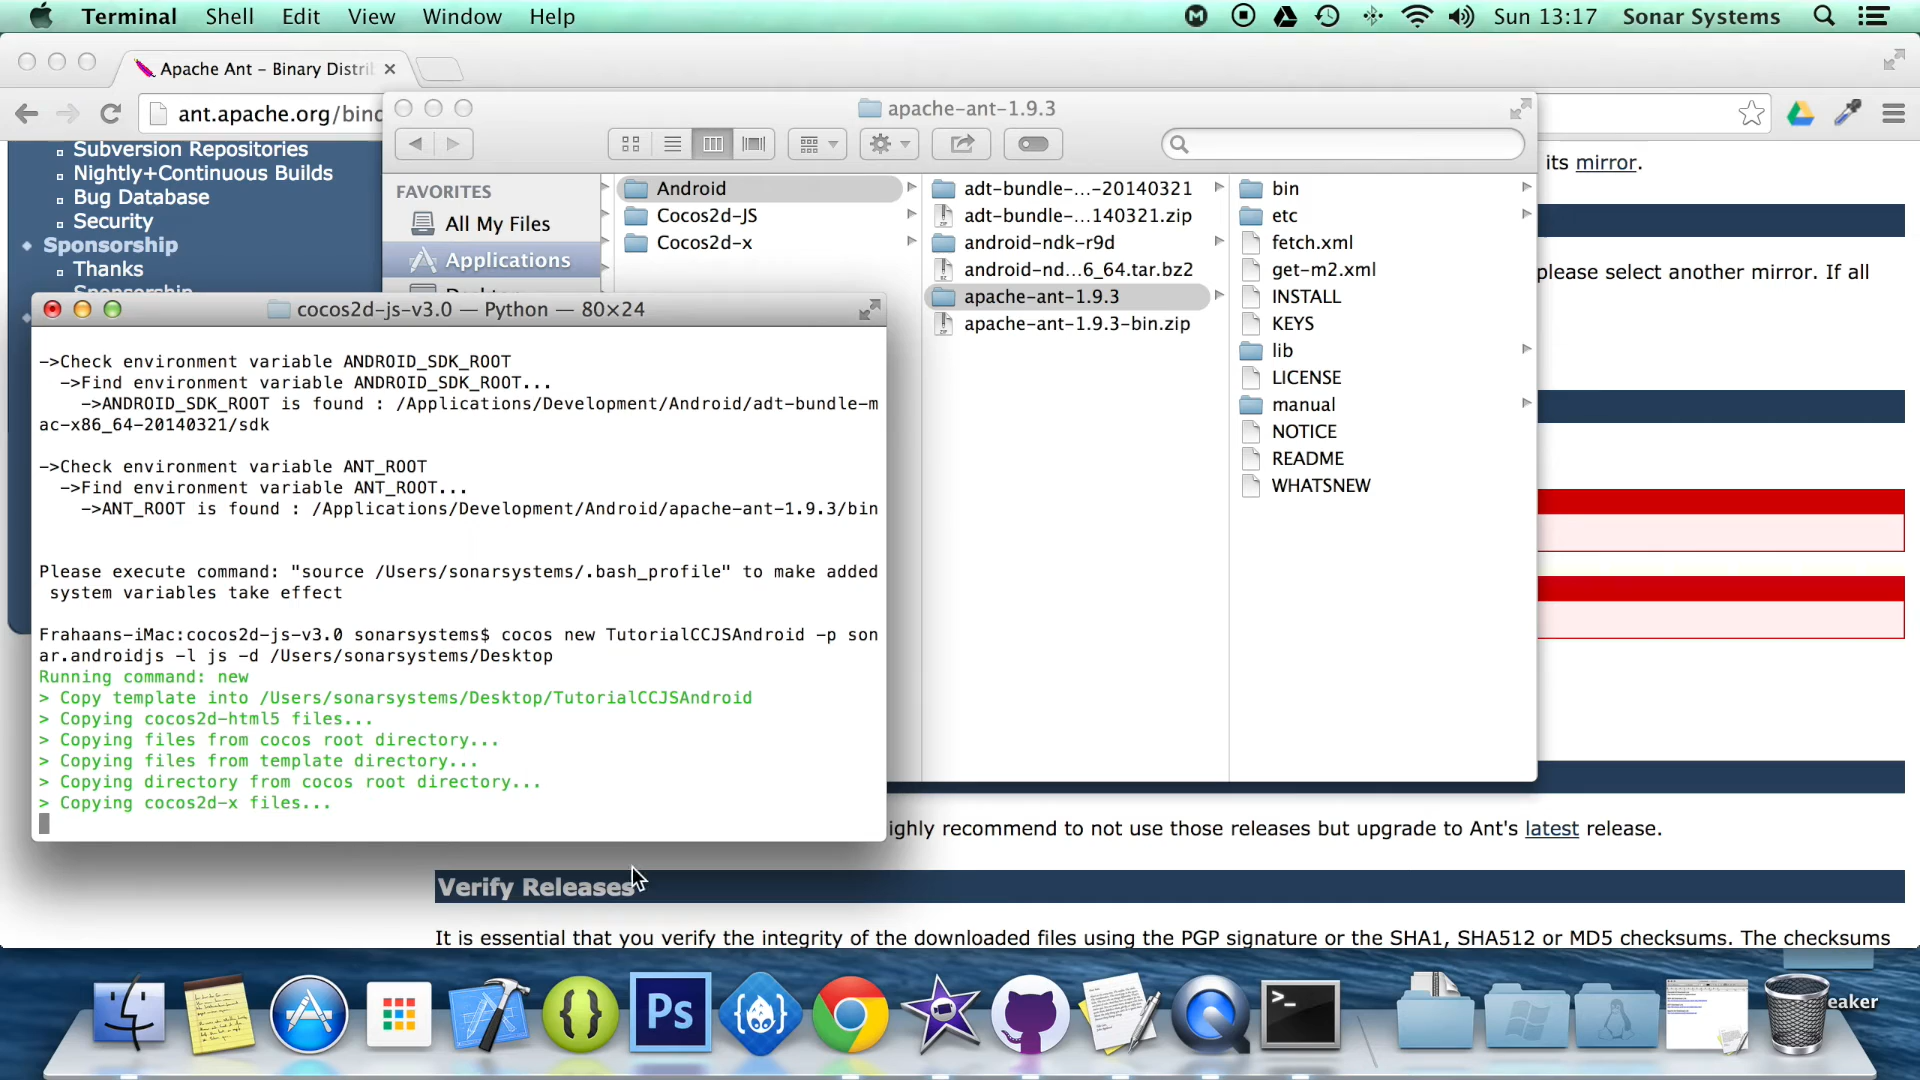 Terminal Shell Edit View Window Help
Sun 13:17 Sonar Systems
Apache Ant – Binary Distri
ant.apache.org/bind
Subversion Repositories
Nightly+Continuous Builds
Bug Database
Security
Sponsorship
Thanks
Sponsorship
apache-ant-1.9.3
FAVORITES
All My Files
Applications
Android
Cocos2d-JS
Cocos2d-x
adt-bundle-...-20140321
adt-bundle-...140321.zip
android-ndk-r9d
android-nd...6_64.tar.bz2
apache-ant-1.9.3
apache-ant-1.9.3-bin.zip
bin
etc
fetch.xml
get-m2.xml
INSTALL
KEYS
lib
LICENSE
manual
NOTICE
README
WHATSNEW
its mirror.
please select another mirror. If all
cocos2d-js-v3.0 — Python — 80×24
->Check environment variable ANDROID_SDK_ROOT
->Find environment variable ANDROID_SDK_ROOT...
->ANDROID_SDK_ROOT is found : /Applications/Development/Android/adt-bundle-m
ac-x86_64-20140321/sdk
->Check environment variable ANT_ROOT
->Find environment variable ANT_ROOT...
->ANT_ROOT is found : /Applications/Development/Android/apache-ant-1.9.3/bin
Please execute command: "source /Users/sonarsystems/.bash_profile" to make added
system variables take effect
Frahaans-iMac:cocos2d-js-v3.0 sonarsystems$ cocos new TutorialCCJSAndroid -p son
ar.androidjs -l js -d /Users/sonarsystems/Desktop
Running command: new
> Copy template into /Users/sonarsystems/Desktop/TutorialCCJSAndroid
> Copying cocos2d-html5 files...
> Copying files from cocos root directory...
> Copying files from template directory...
> Copying directory from cocos root directory...
> Copying cocos2d-x files...
ighly recommend to not use those releases but upgrade to Ant's latest release.
Verify Releases
It is essential that you verify the integrity of the downloaded files using the PGP signature or the SHA1, SHA512 or MD5 checksums. The checksums
Ps
>_
eaker